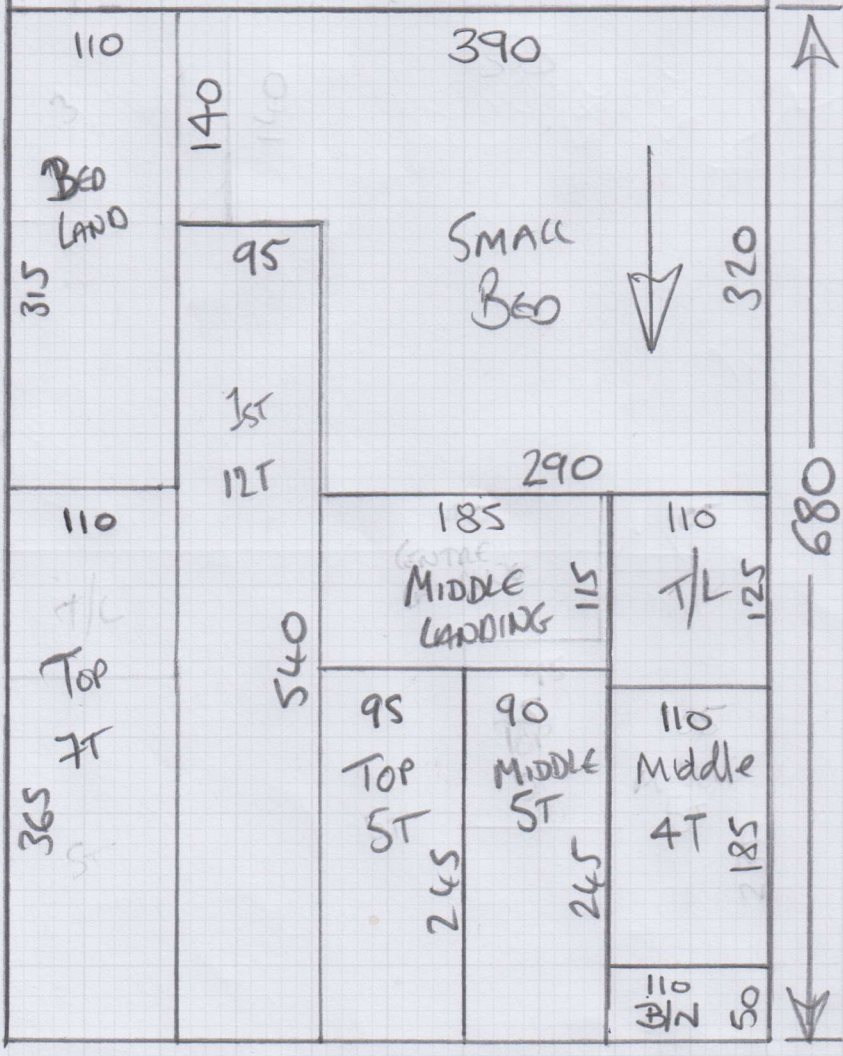 110
390
140
BED
LAND
315
95
SMALL
BED
320
1ST
12T
290
680
110
185
110
MIDDLE
LANDING
115
T/L
125
540
TOP
7T
365
95
TOP
5T
245
90
MIDDLE
5T
245
110
Middle
4T
185
110
50